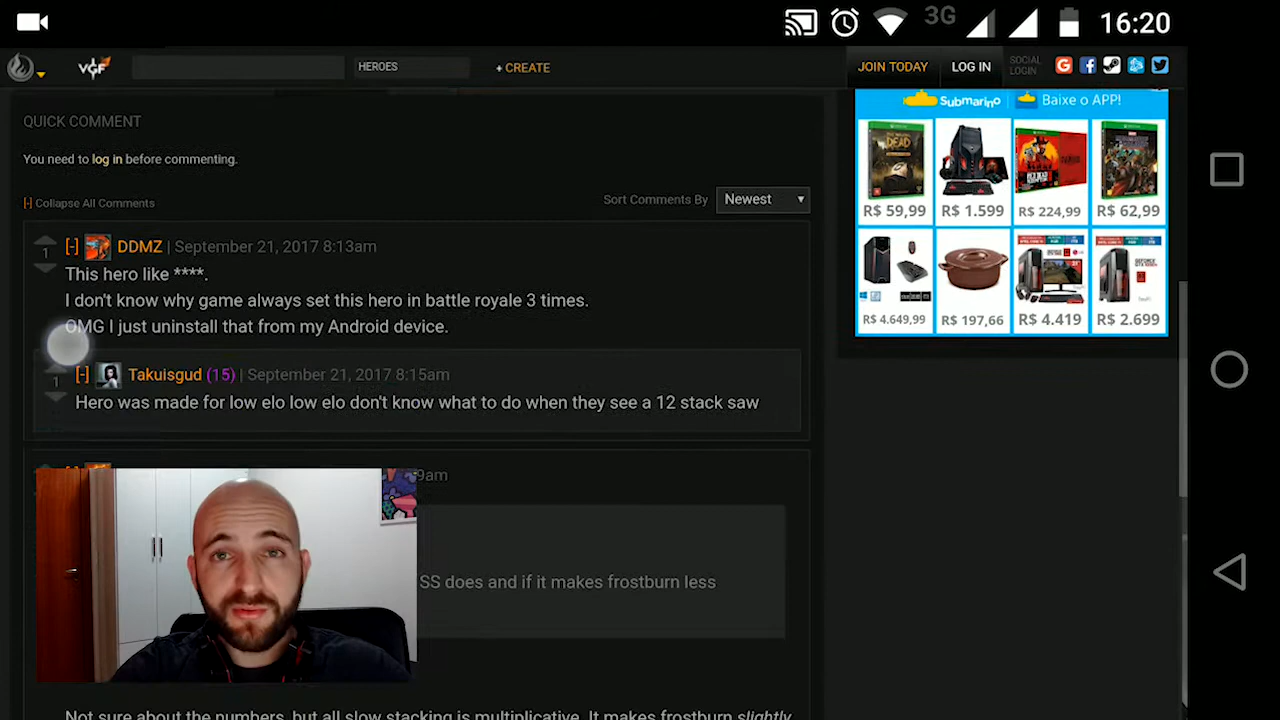 3G
16:20
VGF
HEROES
+ CREATE
JOIN TODAY
LOG IN
SOCIAL
LOGIN
Submarino
Baixe o APP!
R$ 59,99
R$ 1.599
R$ 224,99
R$ 62,99
R$ 4.649,99
R$ 197,66
R$ 4.419
R$ 2.699
QUICK COMMENT
You need to log in before commenting.
[-] Collapse All Comments
Sort Comments By
Newest
1
[-] DDMZ | September 21, 2017 8:13am
This hero like ****.
I don't know why game always set this hero in battle royale 3 times.
OMG I just uninstall that from my Android device.
1
[-] Takuisgud (15) | September 21, 2017 8:15am
Hero was made for low elo low elo don't know what to do when they see a 12 stack saw
9am
SS does and if it makes frostburn less
Not sure about the numbers, but all slow stacking is multiplicative. It makes frostburn slightly